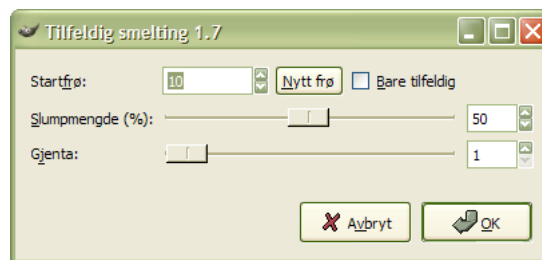 Tilfeldig smelting 1.7
Startfrø: 10 Nytt frø Bare tilfeldig
Slumpmengde (%): 50
Gjenta: 1
Avbryt OK